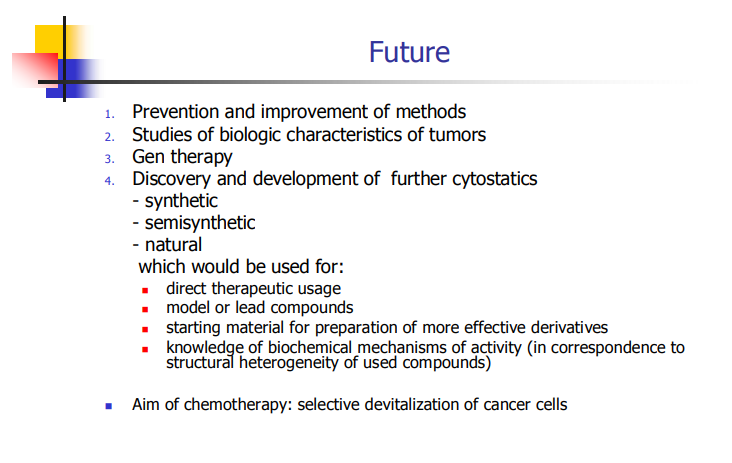 Future
1. Prevention and improvement of methods
2. Studies of biologic characteristics of tumors
3. Gen therapy
4. Discovery and development of  further cytostatics
- synthetic
- semisynthetic
- natural
which would be used for:
▪ direct therapeutic usage
▪ model or lead compounds
▪ starting material for preparation of more effective derivatives
▪ knowledge of biochemical mechanisms of activity (in correspondence to
structural heterogeneity of used compounds)
▪ Aim of chemotherapy: selective devitalization of cancer cells